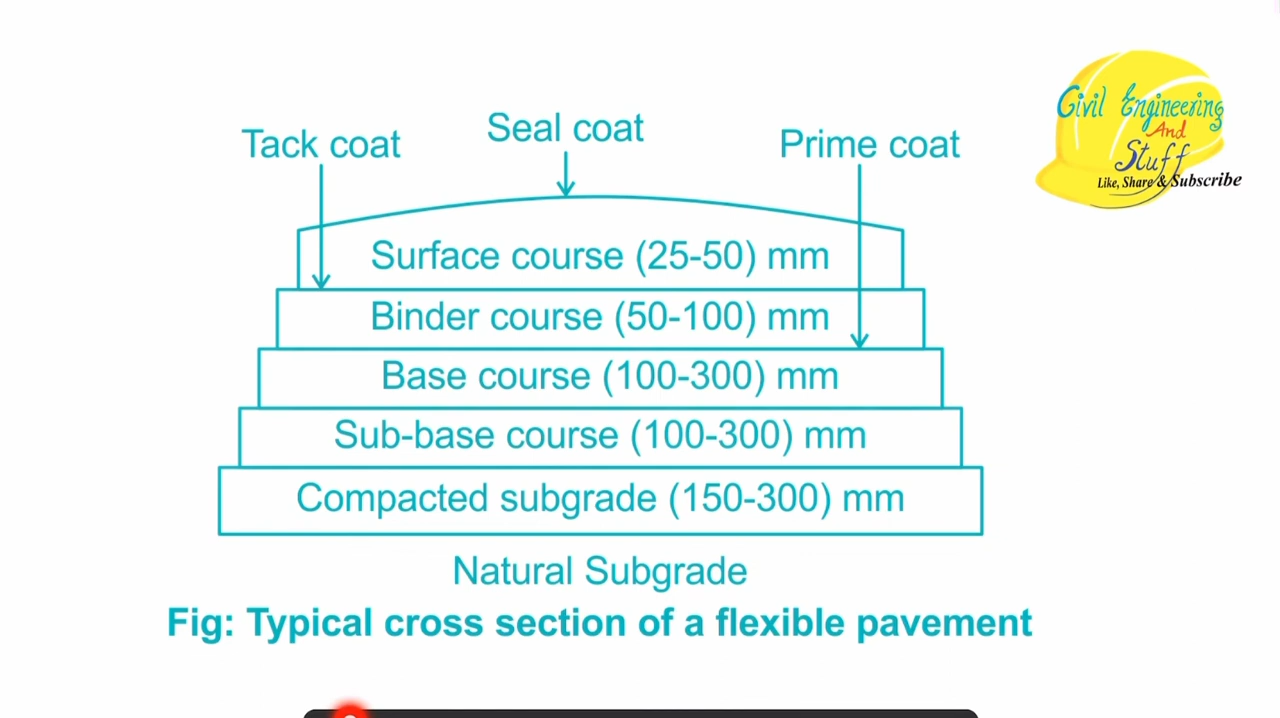 Tack coat
Seal coat
Prime coat
Civil Engineering
And
Stuff
Like, Share & Subscribe
Surface course (25-50) mm
Binder course (50-100) mm
Base course (100-300) mm
Sub-base course (100-300) mm
Compacted subgrade (150-300) mm
Natural Subgrade
Fig: Typical cross section of a flexible pavement